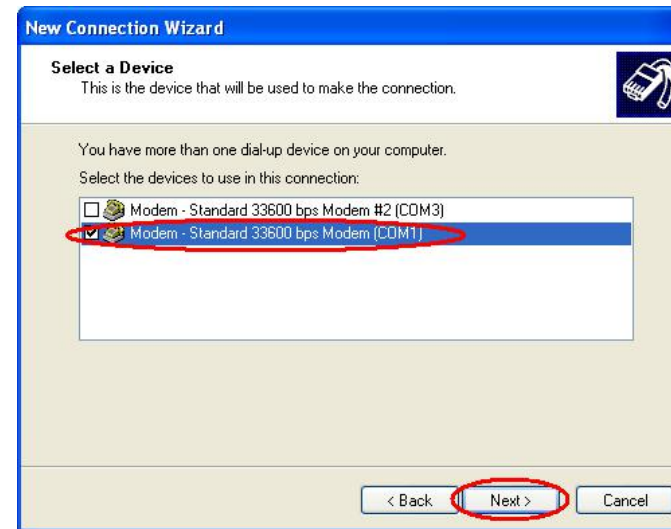 New Connection Wizard
Select a Device
This is the device that will be used to make the connection.
You have more than one dial-up device on your computer.
Select the devices to use in this connection:
Modem - Standard 33600 bps Modem #2 (COM3)
Modem - Standard 33600 bps Modem (COM1)
< Back Next > Cancel